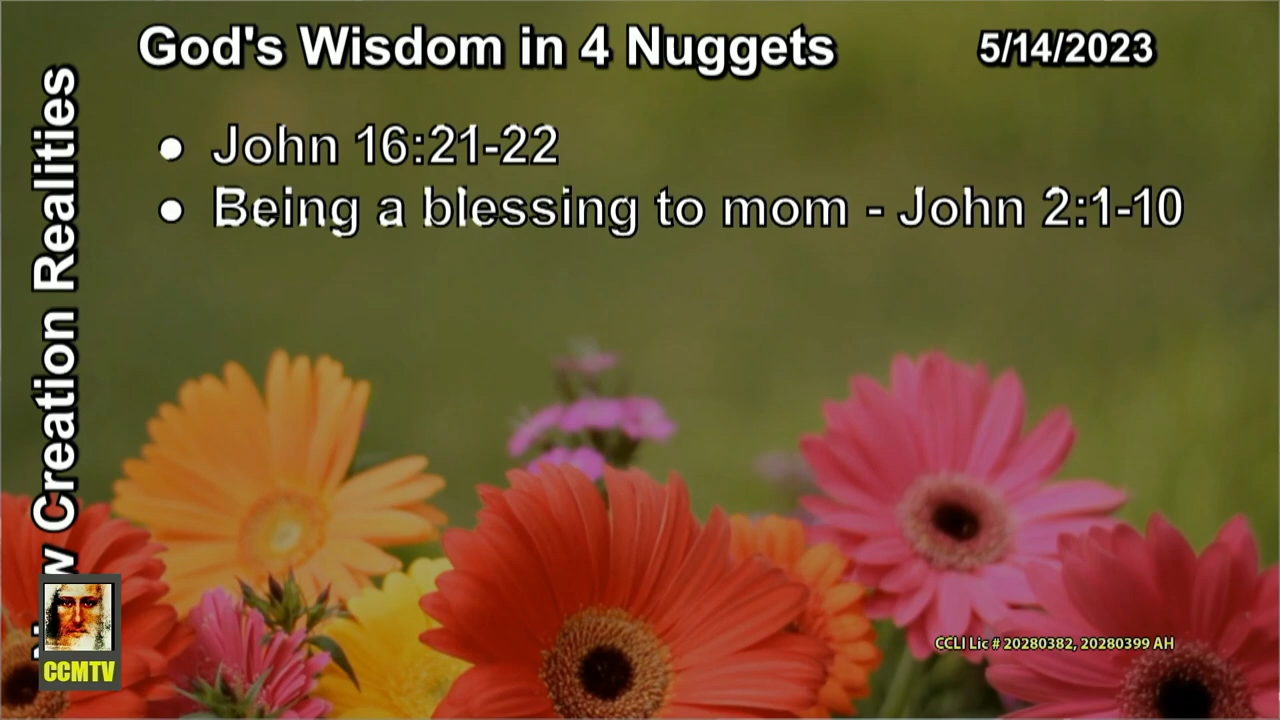 God's Wisdom in 4 Nuggets
5/14/2023
New Creation Realities
● John 16:21-22
● Being a blessing to mom - John 2:1-10
CCLI Lic # 20280382, 20280399 AH
CCMTV